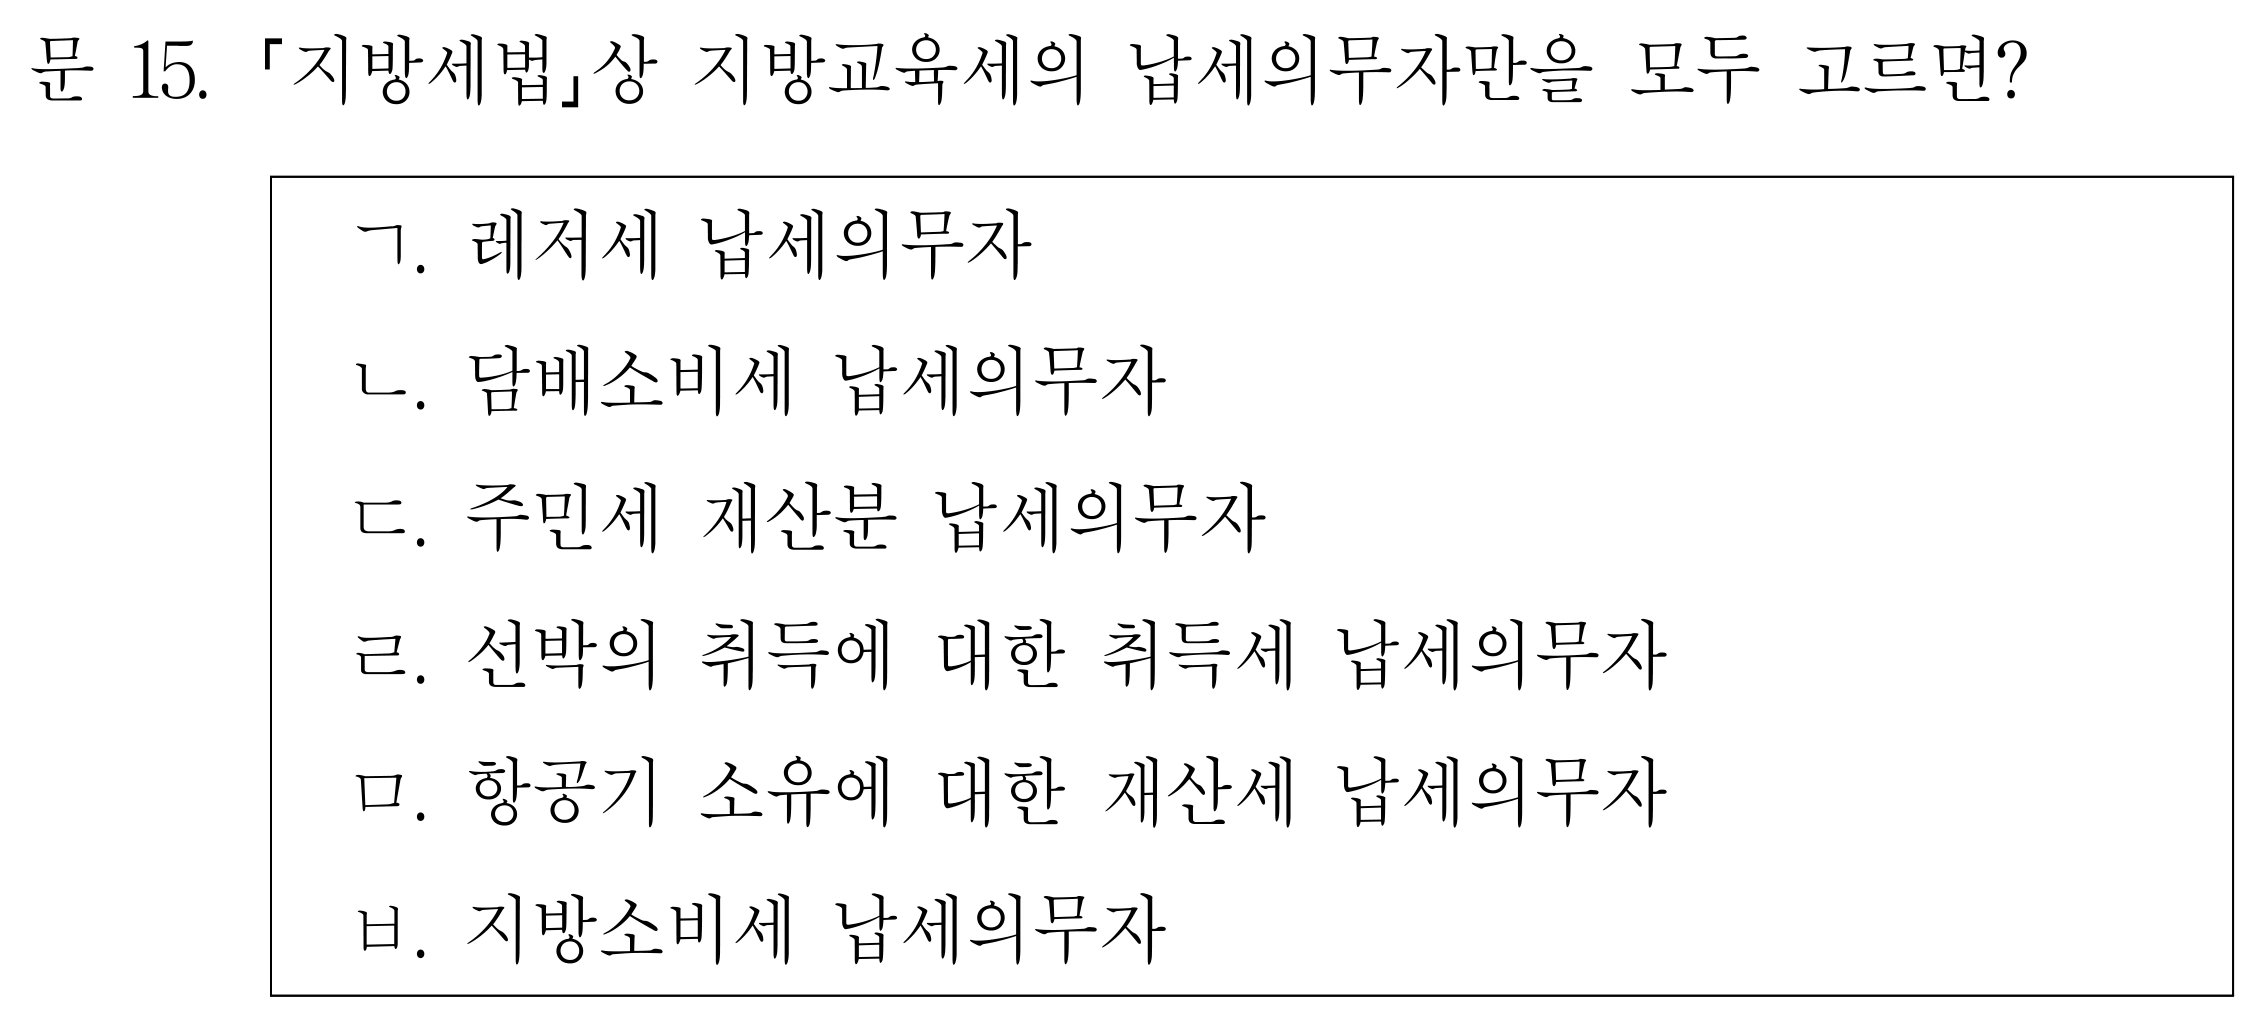 문 15. 「지방세법」상 지방교육세의 납세의무자만을 모두 고르면?
ㄱ. 레저세 납세의무자
ㄴ. 담배소비세 납세의무자
ㄷ. 주민세 재산분 납세의무자
ㄹ. 선박의 취득에 대한 취득세 납세의무자
ㅁ. 항공기 소유에 대한 재산세 납세의무자
ㅂ. 지방소비세 납세의무자